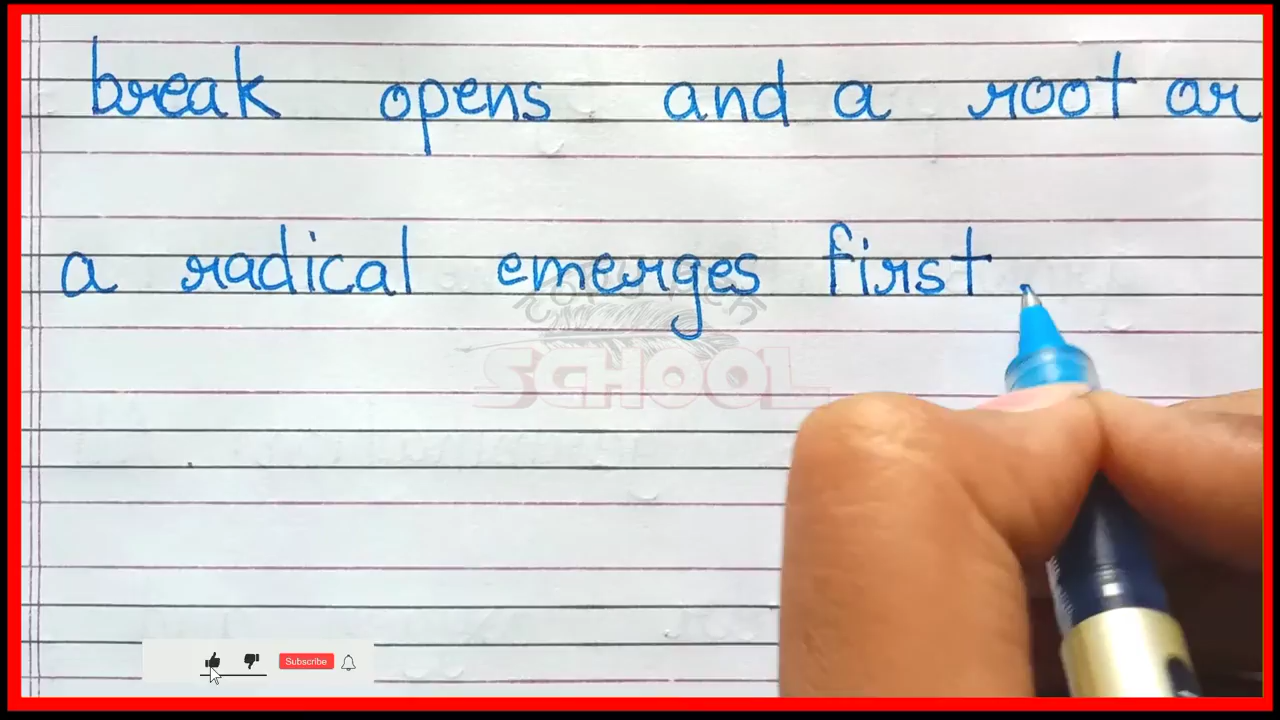 break opens and a root or
a radical emerges first.
SCHOOL
Subscribe